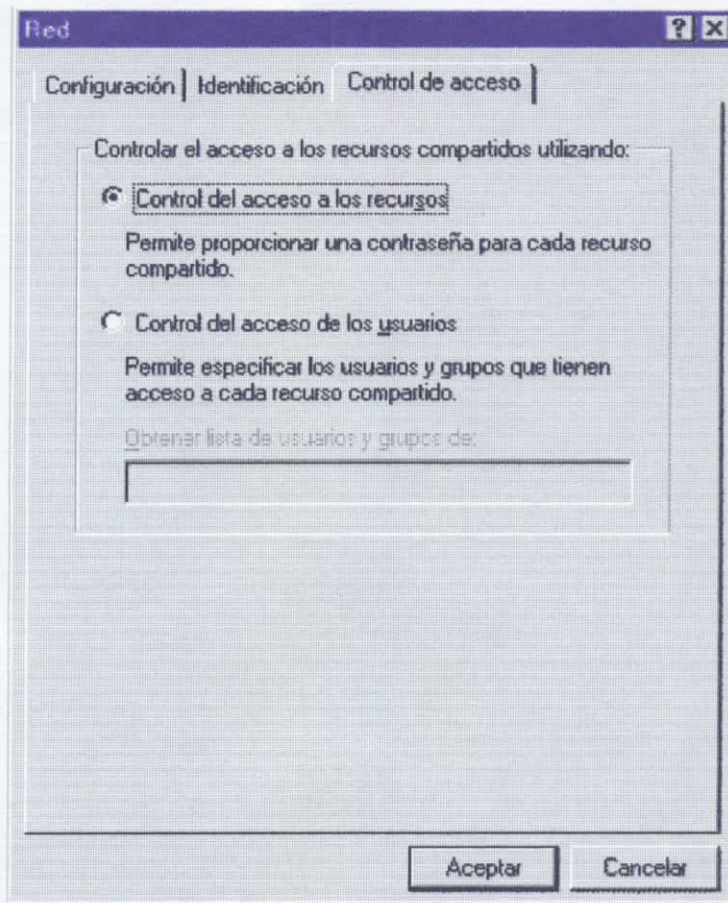 Red
Configuración Identificación Control de acceso
Controlar el acceso a los recursos compartidos utilizando:
Control del acceso a los recursos
Permite proporcionar una contraseña para cada recurso
compartido.
Control del acceso de los usuarios
Permite especificar los usuarios y grupos que tienen
acceso a cada recurso compartido.
Obtener lista de usuarios y grupos de:
Aceptar Cancelar